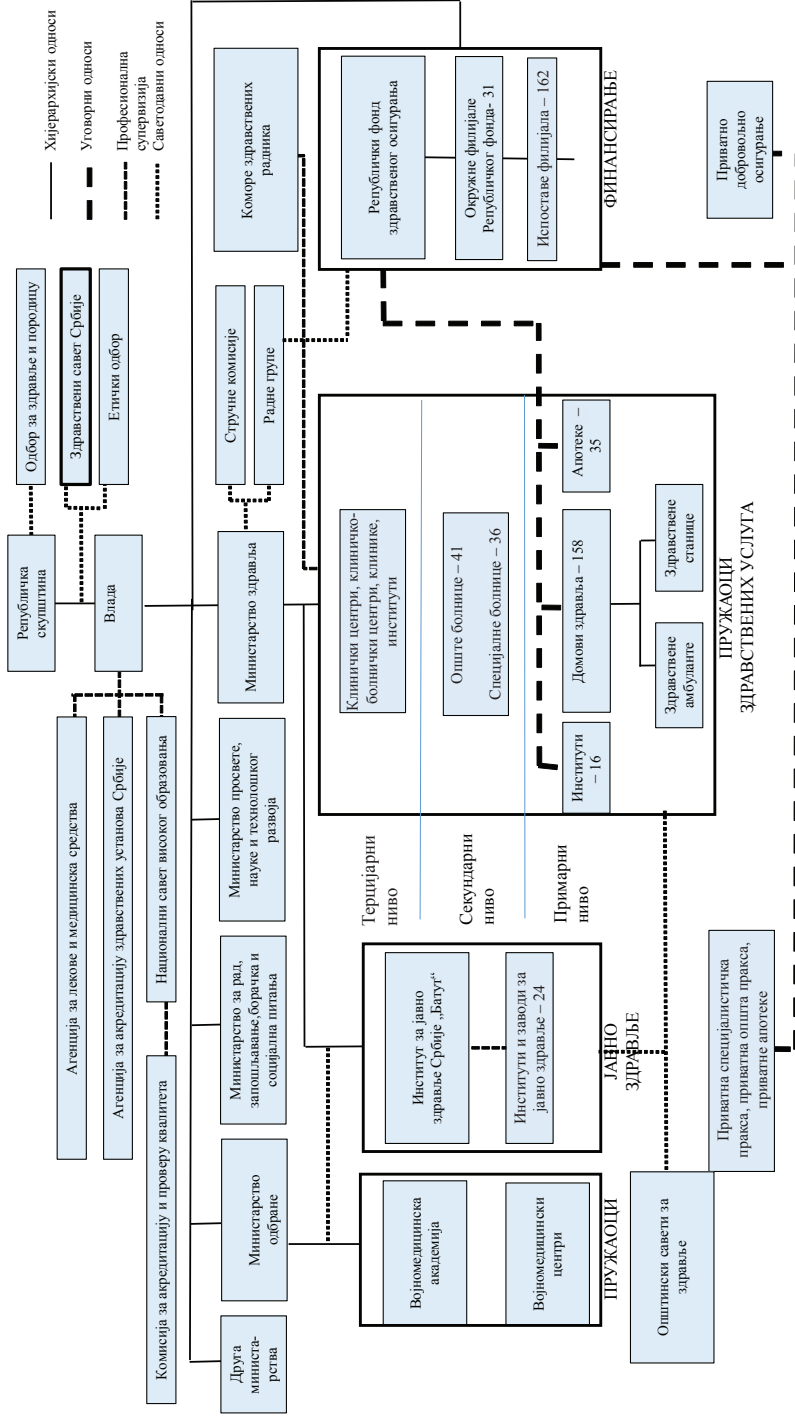 Републичка
скупштина
Одбор за здравље и породицу
Здравствени савет Србије
Етички одбор
Хијерархијски односи
Уговорни односи
Професионална
супервизија
Саветодавни односи
Влада
Агенција за лекове и медицинска средства
Агенција за акредитацију здравствених установа Србије
Национални савет високог образовања
Комисија за акредитацију и проверу квалитета
Друга
министа-
рства
Министарство
одбране
Министарство за рад,
запошљавање,борачка и
социјална питања
Министарство просвете,
науке и технолошког
развоја
Министарство здравља
Стручне комисије
Радне групе
Коморе здравствених
радника
Војномедицинска
академија
Војномедицински
центри
ПРУЖАОЦИ
Институт за јавно
здравље Србије „Батут“
Институти и заводи за
јавно здравље – 24
ЈАВНО
ЗДРАВЉЕ
Терцијарни
ниво
Секундарни
ниво
Примарни
ниво
Клинички центри, клиничко-
болнички центри, клинике,
институти
Опште болнице – 41
Специјалне болнице – 36
Институти
– 16
Домови здравља – 158
Апотеке –
35
Здравствене
амбуланте
Здравствене
станице
ПРУЖАОЦИ
ЗДРАВСТВЕНИХ УСЛУГА
Републички фонд
здравственог осигурања
Окружне филијале
Републичког фонда- 31
Испоставе филијала – 162
ФИНАНСИРАЊЕ
Општински савети за
здравље
Приватна специјалистичка
пракса, приватна општа пракса,
приватне апотеке
Приватно
добровољно
осигурање